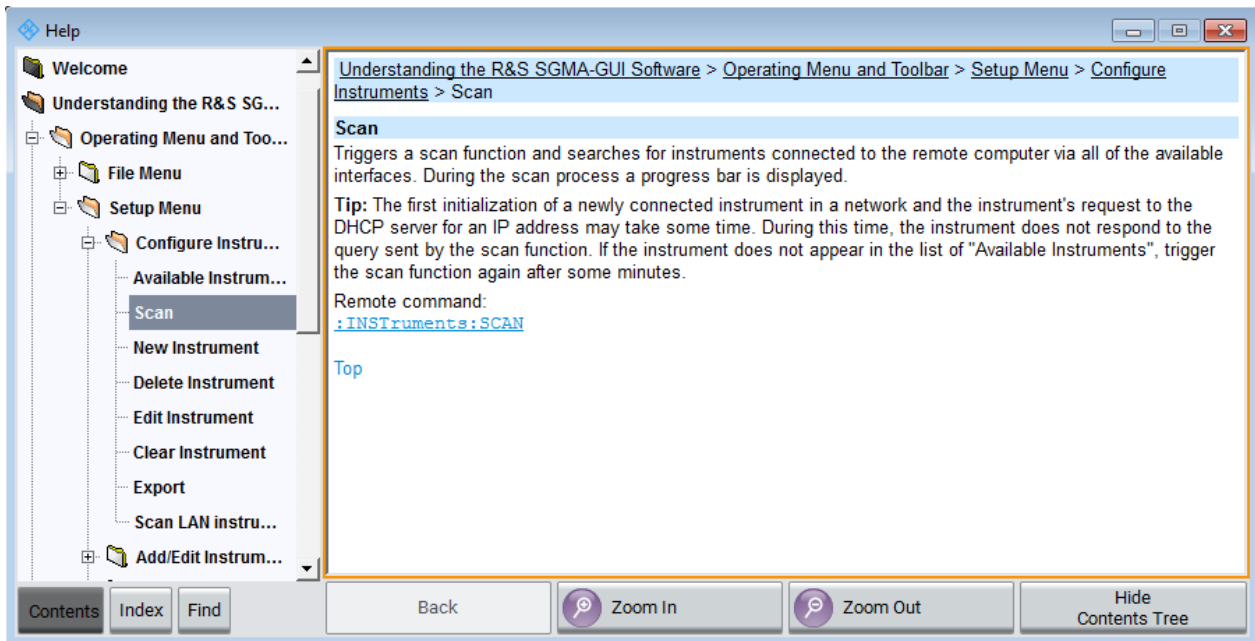 Help
Welcome
Understanding the R&S SG...
Operating Menu and Too...
File Menu
Setup Menu
Configure Instru...
Available Instrum...
Scan
New Instrument
Delete Instrument
Edit Instrument
Clear Instrument
Export
Scan LAN instru...
Add/Edit Instrum...
Understanding the R&S SGMA-GUI Software > Operating Menu and Toolbar > Setup Menu > Configure
Instruments > Scan
Scan
Triggers a scan function and searches for instruments connected to the remote computer via all of the available
interfaces. During the scan process a progress bar is displayed.
Tip: The first initialization of a newly connected instrument in a network and the instrument's request to the
DHCP server for an IP address may take some time. During this time, the instrument does not respond to the
query sent by the scan function. If the instrument does not appear in the list of "Available Instruments", trigger
the scan function again after some minutes.
Remote command:
:INSTruments:SCAN
Top
Contents Index Find Back Zoom In Zoom Out Hide
Contents Tree